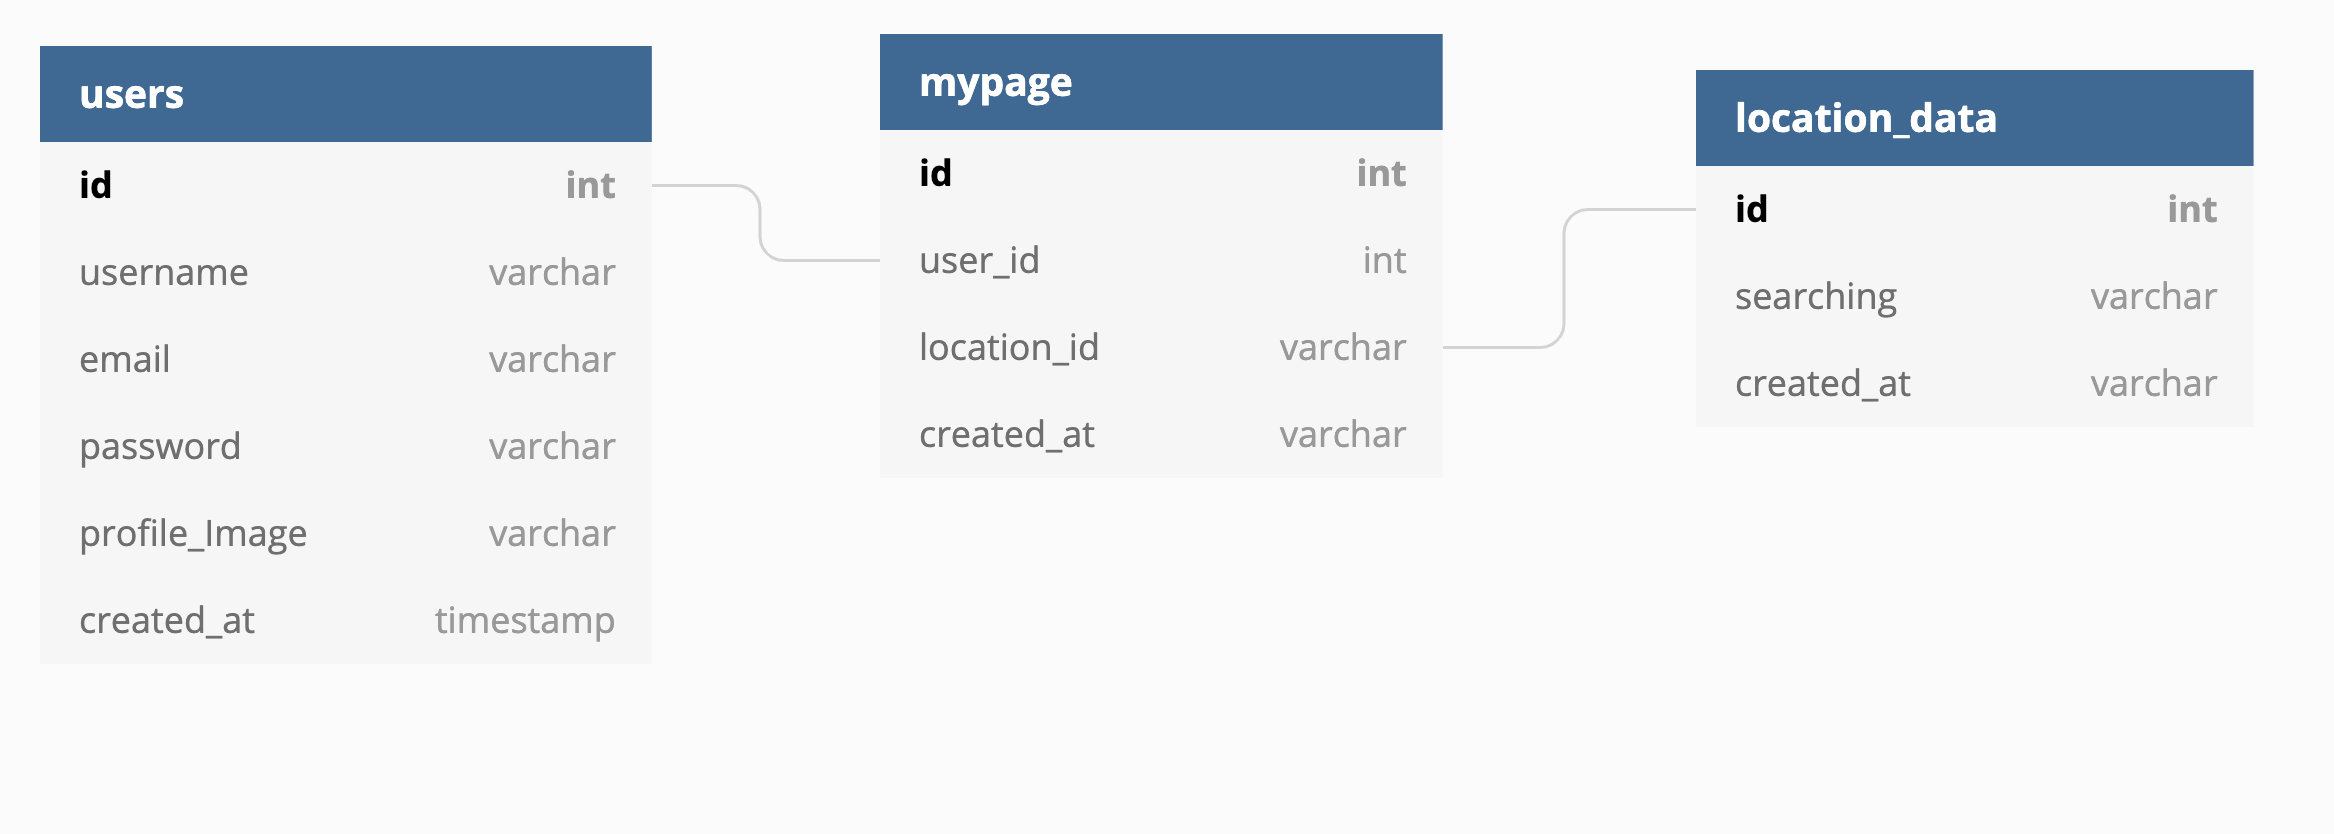 users
id int
username varchar
email varchar
password varchar
profile_Image varchar
created_at timestamp
mypage
id int
user_id int
location_id varchar
created_at varchar
location_data
id int
searching varchar
created_at varchar